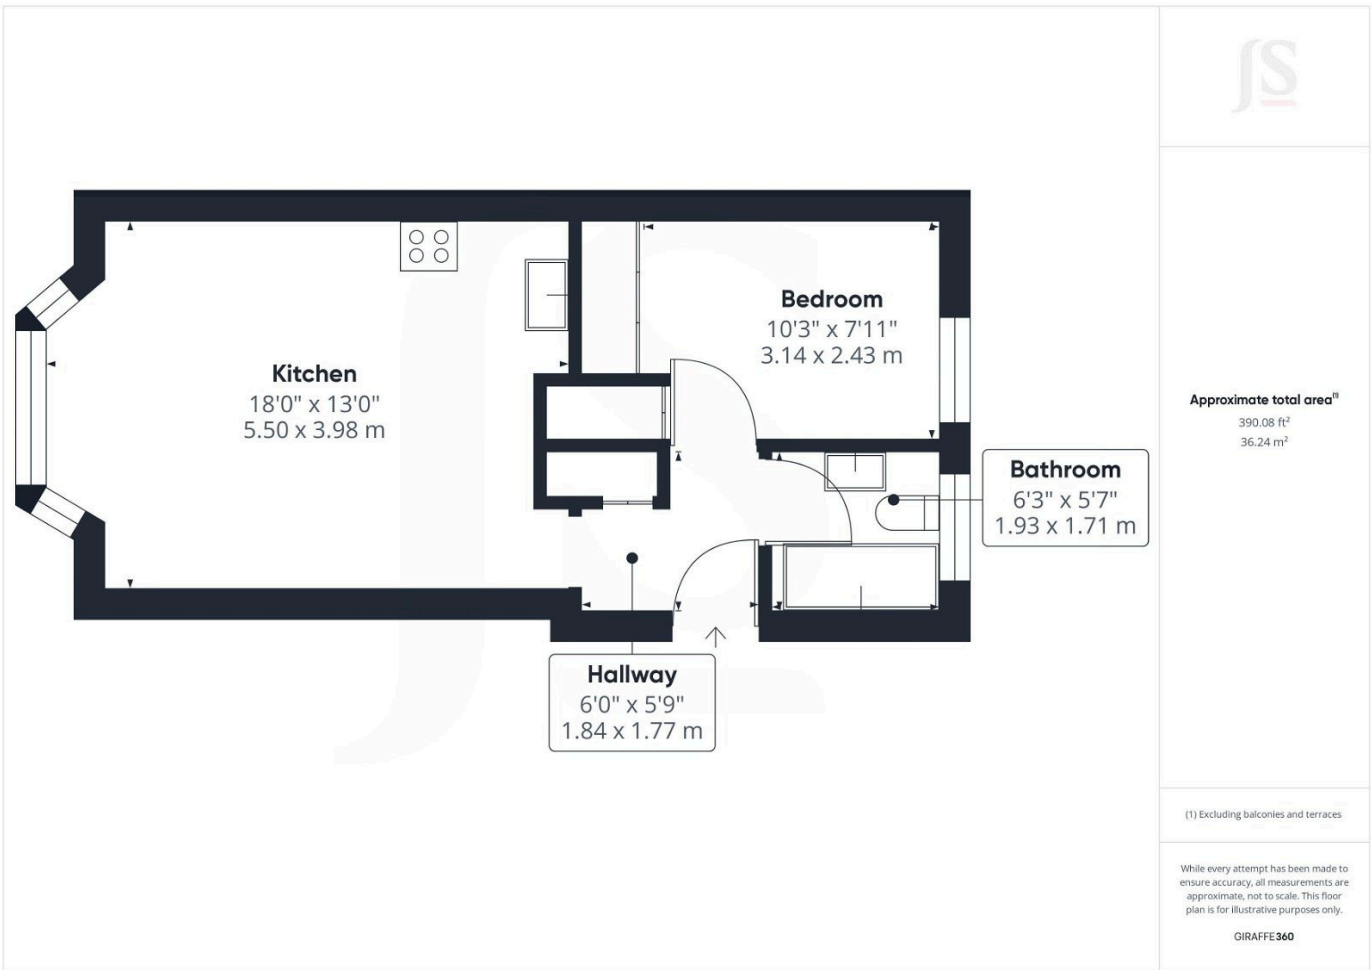 JS
Kitchen
18'0" x 13'0"
5.50 x 3.98 m
Bedroom
10'3" x 7'11"
3.14 x 2.43 m
Bathroom
6'3" x 5'7"
1.93 x 1.71 m
Hallway
6'0" x 5'9"
1.84 x 1.77 m
Approximate total area⁽¹⁾
390.08 ft²
36.24 m²
(1) Excluding balconies and terraces
While every attempt has been made to
ensure accuracy, all measurements are
approximate, not to scale. This floor
plan is for illustrative purposes only.
GIRAFFE360